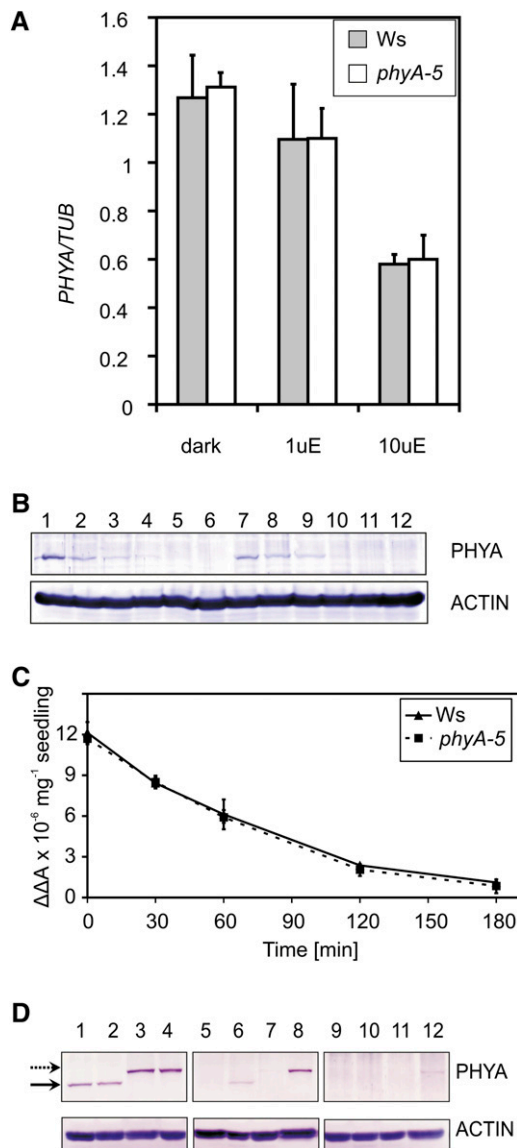 A
1.6
1.4
1.2
1
0.8
0.6
0.4
0.2
0
PHYA/TUB
Ws
phyA-5
dark 1uE 10uE
B
1 2 3 4 5 6 7 8 9 10 11 12
PHYA
ACTIN
C
12
9
6
3
0
ΔΔA x 10⁻⁶ mg⁻¹ seedling
Ws
phyA-5
0 30 60 90 120 150 180
Time [min]
D
1 2 3 4 5 6 7 8 9 10 11 12
PHYA
ACTIN